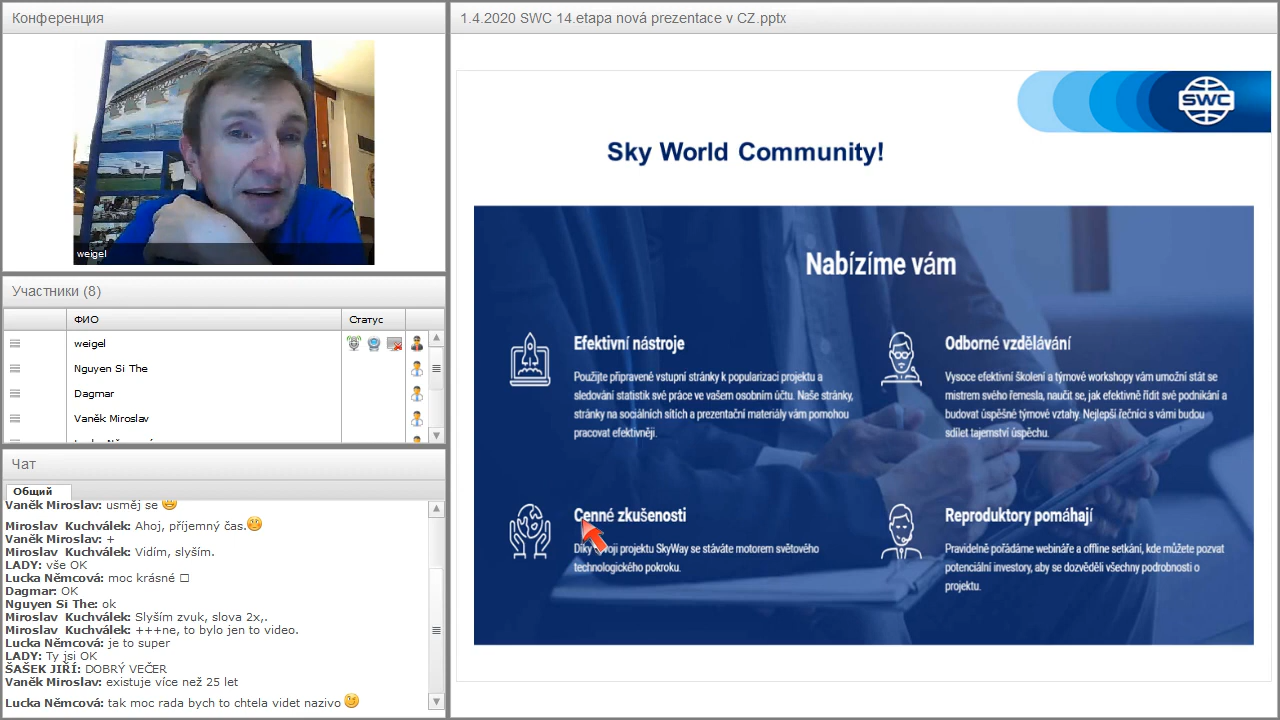 Конференция
weigel
Участники (8)
ФИО
Статус
weigel
Nguyen Si The
Dagmar
Vaněk Miroslav
Чат
Общий
Vaněk Miroslav: usměj se
Miroslav Kuchválek: Ahoj, příjemný čas.
Vaněk Miroslav: +
Miroslav Kuchválek: Vidím, slyším.
LADY: vše OK
Lucka Němcová: moc krásné
Dagmar: OK
Nguyen Si The: ok
Miroslav Kuchválek: Slyším zvuk, slova 2x,.
Miroslav Kuchválek: +++ne, to bylo jen to video.
Lucka Němcová: je to super
LADY: Ty jsi OK
ŠAŠEK JIŘÍ: DOBRÝ VEČER
Vaněk Miroslav: existuje více než 25 let
Lucka Němcová: tak moc rada bych to chtela videt nazivo
1.4.2020 SWC 14.etapa nová prezentace v CZ.pptx
SWC
Sky World Community!
Nabízíme vám
Efektivní nástroje
Použijte připravené vstupní stránky k popularizaci projektu a
sledování statistik své práce ve vašem osobním účtu. Naše stránky,
stránky na sociálních sítích a prezentační materiály vám pomohou
pracovat efektivněji.
Odborné vzdělávání
Vysoce efektivní školení a týmové workshopy vám umožní stát se
mistrem svého řemesla, naučit se, jak efektivně řídit své podnikání a
budovat úspěšné týmové vztahy. Nejlepší řečníci s vámi budou
sdílet tajemství úspěchu.
Cenné zkušenosti
Díky projektu SkyWay se stáváte motorem světového
technologického pokroku.
Reproduktory pomáhají
Pravidelně pořádáme webináře a offline setkání, kde můžete pozvat
potenciální investory, aby se dozvěděli všechny podrobnosti o
projektu.